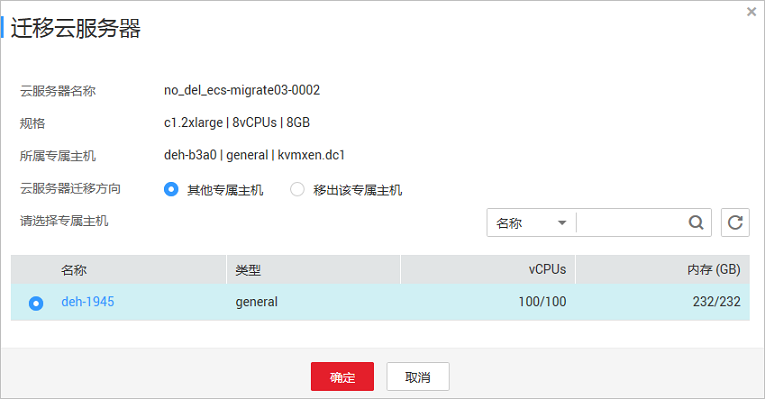 迁移云服务器
云服务器名称 no_del_ecs-migrate03-0002
规格 c1.2xlarge | 8vCPUs | 8GB
所属专属主机 deh-b3a0 | general | kvmxen.dc1
云服务器迁移方向 其他专属主机 移出该专属主机
请选择专属主机 名称
名称 类型 vCPUs 内存 (GB)
deh-1945 general 100/100 232/232
确定 取消